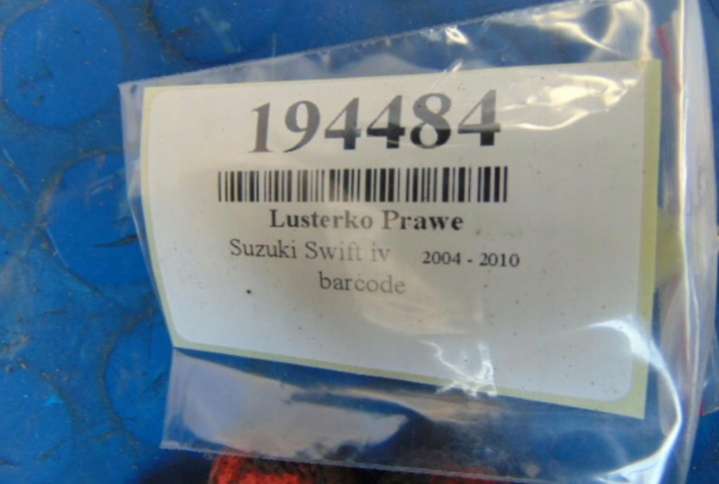 194484
Lusterko Prawe
Suzuki Swift iv 2004 - 2010
barcode